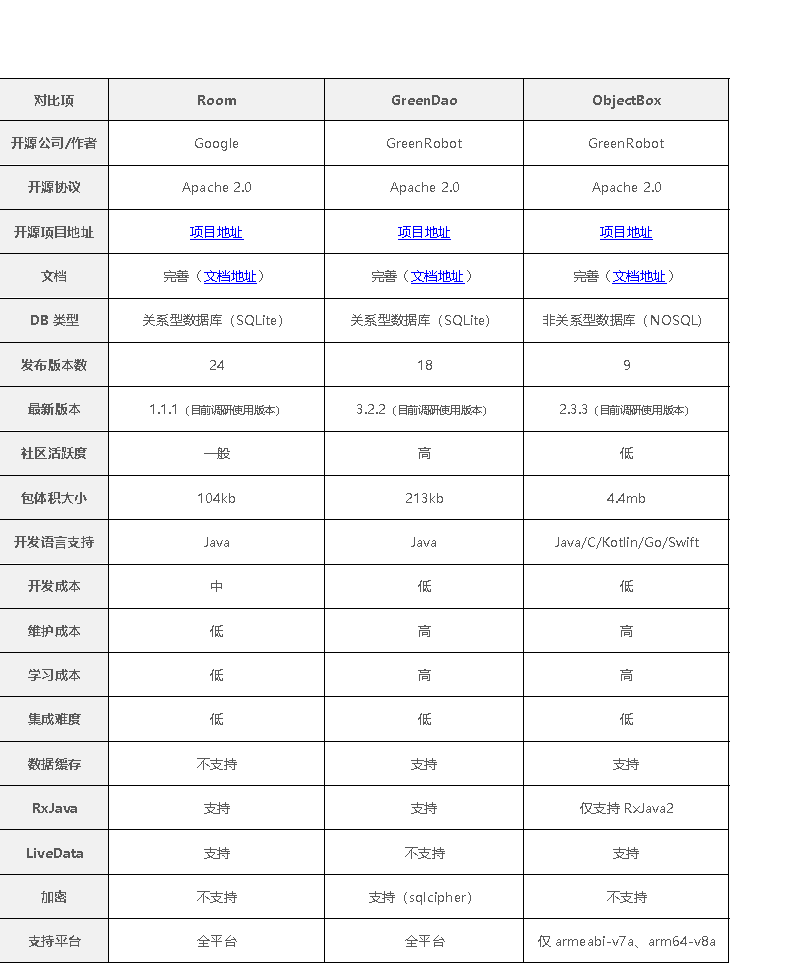 对比项 Room GreenDao ObjectBox
开源公司/作者 Google GreenRobot GreenRobot
开源协议 Apache 2.0 Apache 2.0 Apache 2.0
开源项目地址 项目地址 项目地址 项目地址
文档 完善（文档地址） 完善（文档地址） 完善（文档地址）
DB 类型 关系型数据库（SQLite） 关系型数据库（SQLite） 非关系型数据库（NOSQL）
发布版本数 24 18 9
最新版本 1.1.1（目前调研使用版本） 3.2.2（目前调研使用版本） 2.3.3（目前调研使用版本）
社区活跃度 一般 高 低
包体积大小 104kb 213kb 4.4mb
开发语言支持 Java Java Java/C/Kotlin/Go/Swift
开发成本 中 低 低
维护成本 低 高 高
学习成本 低 高 高
集成难度 低 低 低
数据缓存 不支持 支持 支持
RxJava 支持 支持 仅支持 RxJava2
LiveData 支持 不支持 支持
加密 不支持 支持（sqlcipher） 不支持
支持平台 全平台 全平台 仅 armeabi-v7a、arm64-v8a